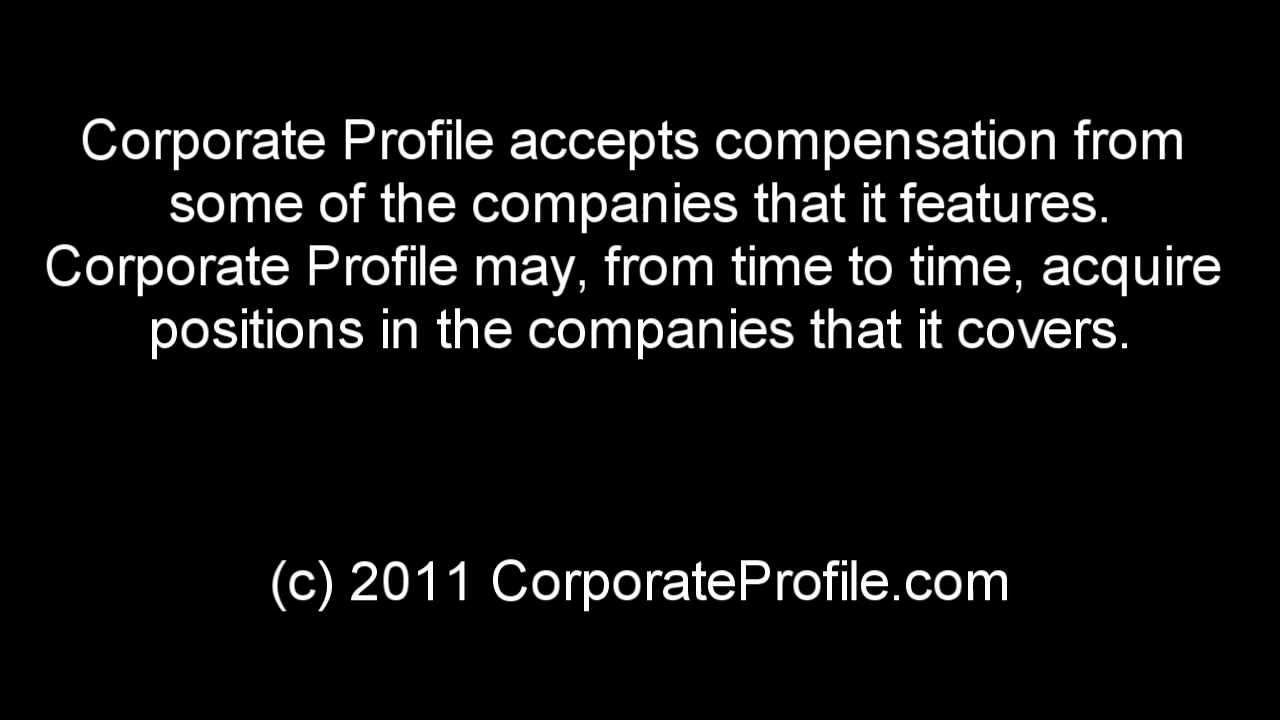 Corporate Profile accepts compensation from
some of the companies that it features.
Corporate Profile may, from time to time, acquire
positions in the companies that it covers.
(c) 2011 CorporateProfile.com